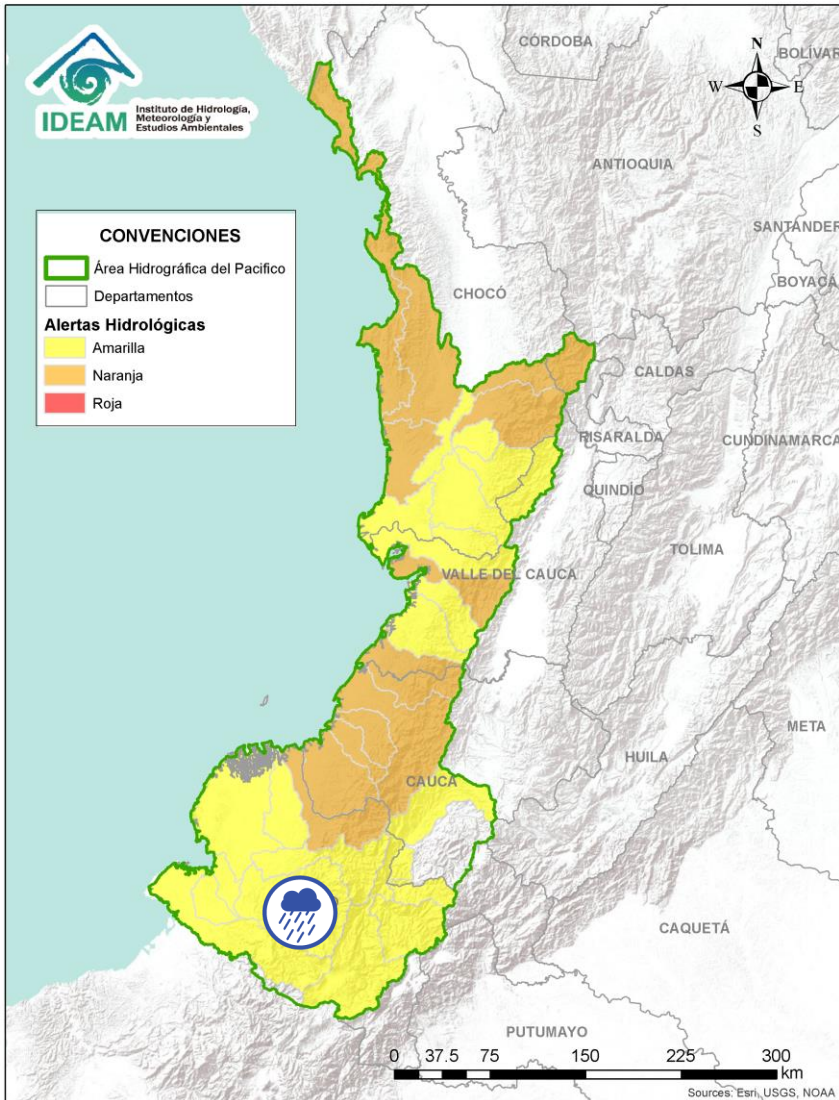 IDEAM
Instituto de Hidrología,
Meteorología y
Estudios Ambientales
CÓRDOBA
BOLÍVAR
N
W
E
S
ANTIOQUIA
SANTANDER
BOYACÁ
CONVENCIONES
Área Hidrográfica del Pacifico
Departamentos
Alertas Hidrológicas
Amarilla
Naranja
Roja
CHOCÓ
CALDAS
RISARALDA
CUNDINAMARCA
QUINDÍO
TOLIMA
VALLE DEL CAUCA
META
HUILA
CAUCA
CAQUETÁ
PUTUMAYO
0 37.5 75 150 225 300
km
Sources: Esri, USGS, NOAA